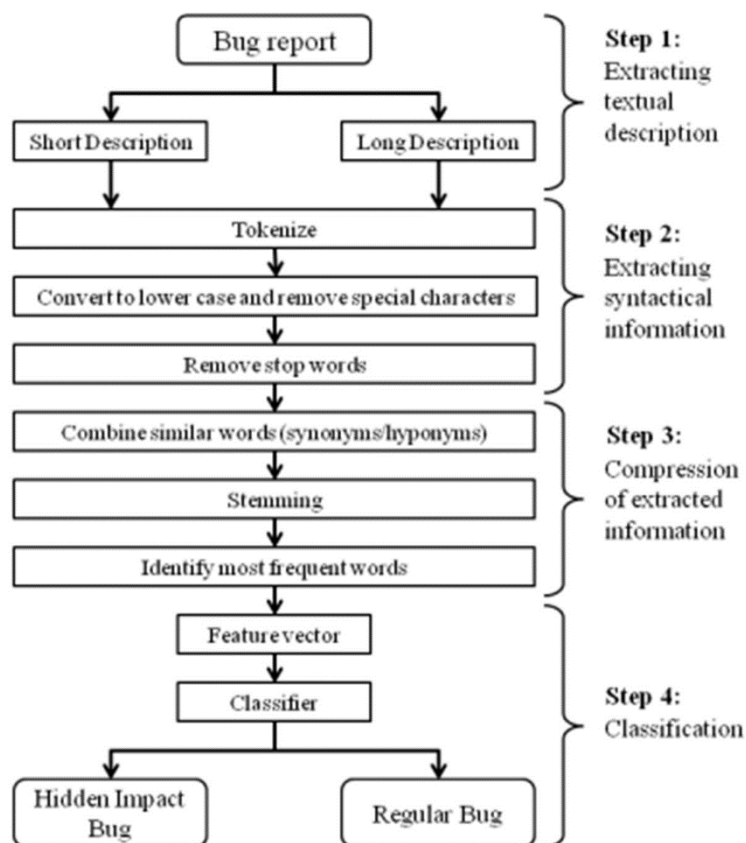 Bug report
Short Description
Long Description
Step 1:
Extracting
textual
description
Tokenize
Convert to lower case and remove special characters
Remove stop words
Step 2:
Extracting
syntactical
information
Combine similar words (synonyms/hyponyms)
Stemming
Identify most frequent words
Step 3:
Compression
of extracted
information
Feature vector
Classifier
Hidden Impact
Bug
Regular Bug
Step 4:
Classification